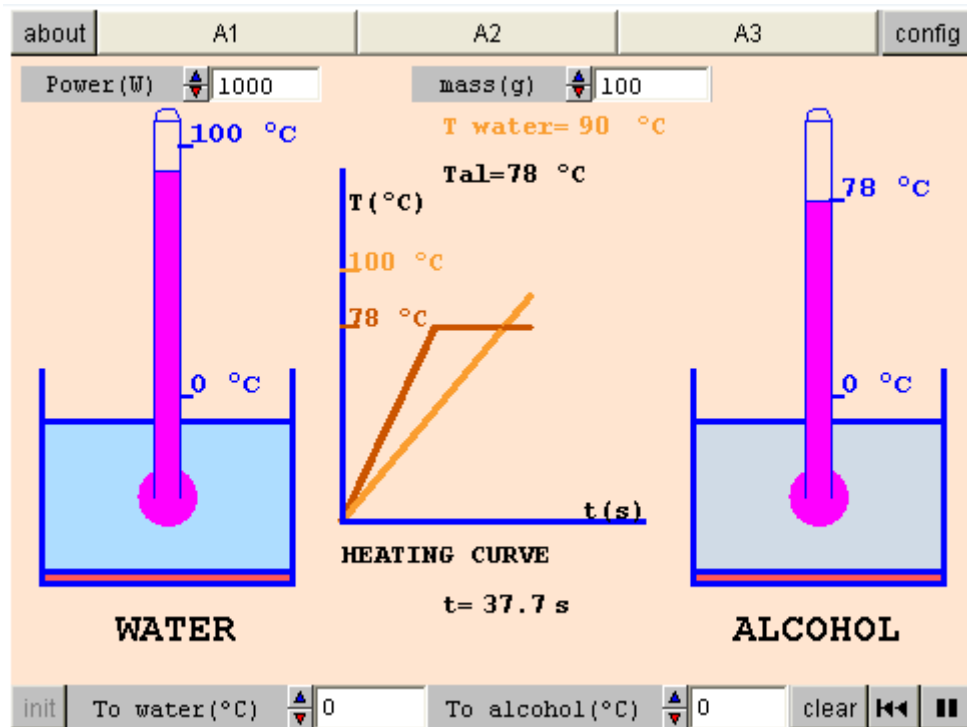 about A1 A2 A3 config
Power(W) 1000 mass(g) 100
T water= 90 °C
100 °C
Tal=78 °C
78 °C
T(°C)
100 °C
78 °C
0 °C
0 °C
t(s)
HEATING CURVE
t= 37.7 s
WATER
ALCOHOL
init To water(°C) 0 To alcohol(°C) 0 clear